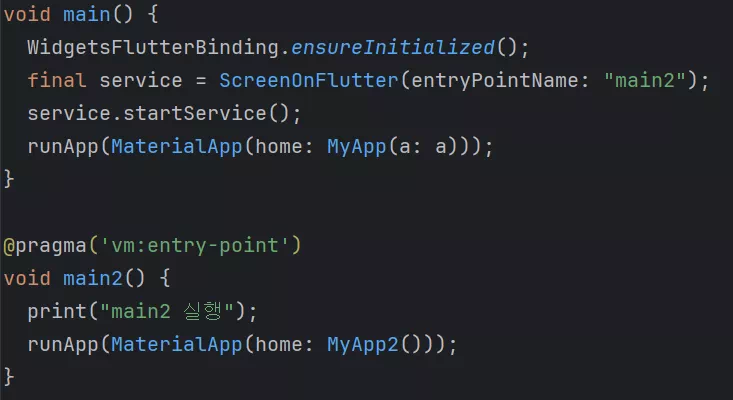 void main() {
  WidgetsFlutterBinding.ensureInitialized();
  final service = ScreenOnFlutter(entryPointName: "main2");
  service.startService();
  runApp(MaterialApp(home: MyApp(a: a)));
}

@pragma('vm:entry-point')
void main2() {
  print("main2 실행");
  runApp(MaterialApp(home: MyApp2()));
}